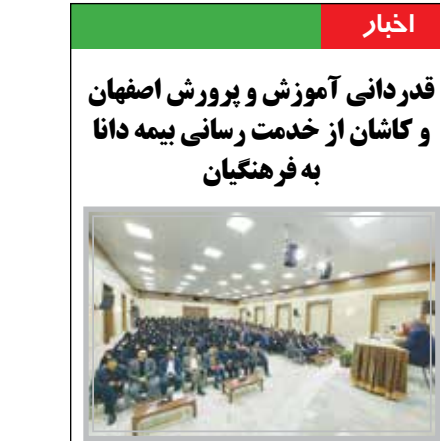 اخبار
قدردانی آموزش و پرورش اصفهان
و کاشان از خدمت رسانی بیمه دانا
به فرهنگیان